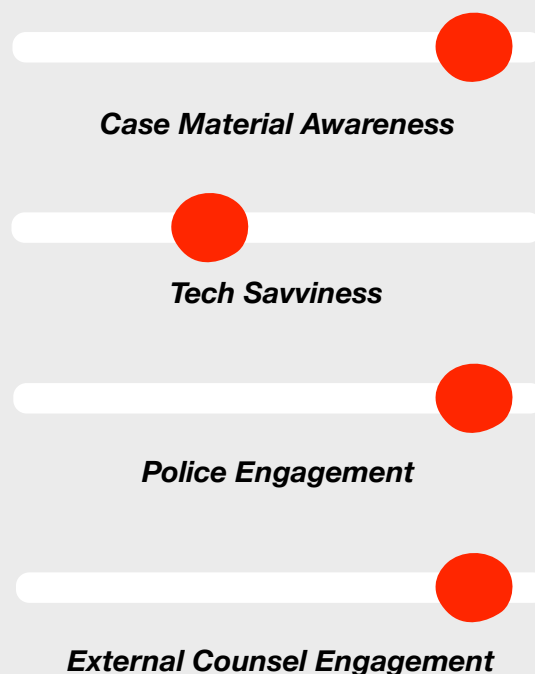 Case Material Awareness
Tech Savviness
Police Engagement
External Counsel Engagement